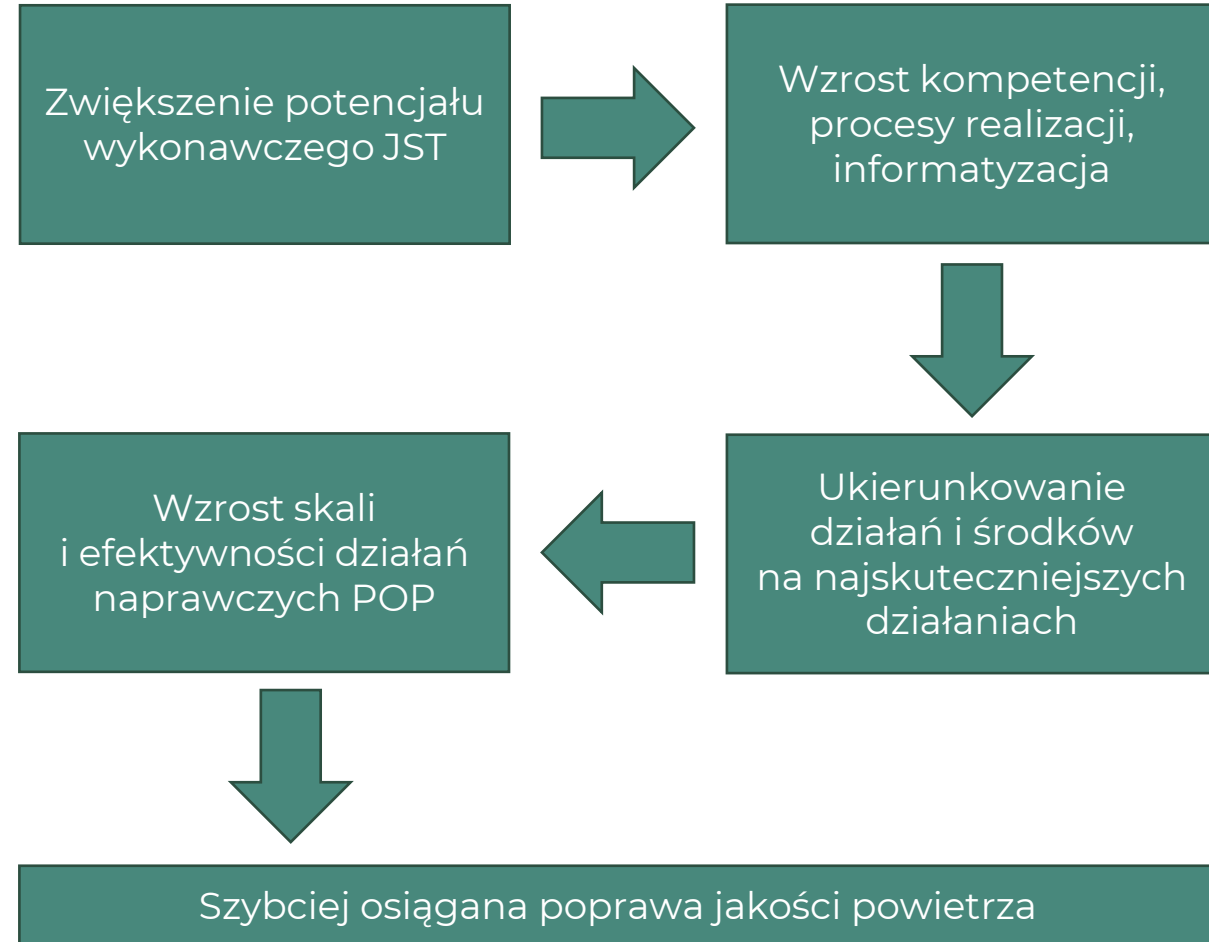 Zwiększenie potencjału
wykonawczego JST
Wzrost kompetencji,
procesy realizacji,
informatyzacja
Ukierunkowanie
działań i środków
na najskuteczniejszych
działaniach
Wzrost skali
i efektywności działań
naprawczych POP
Szybciej osiągana poprawa jakości powietrza